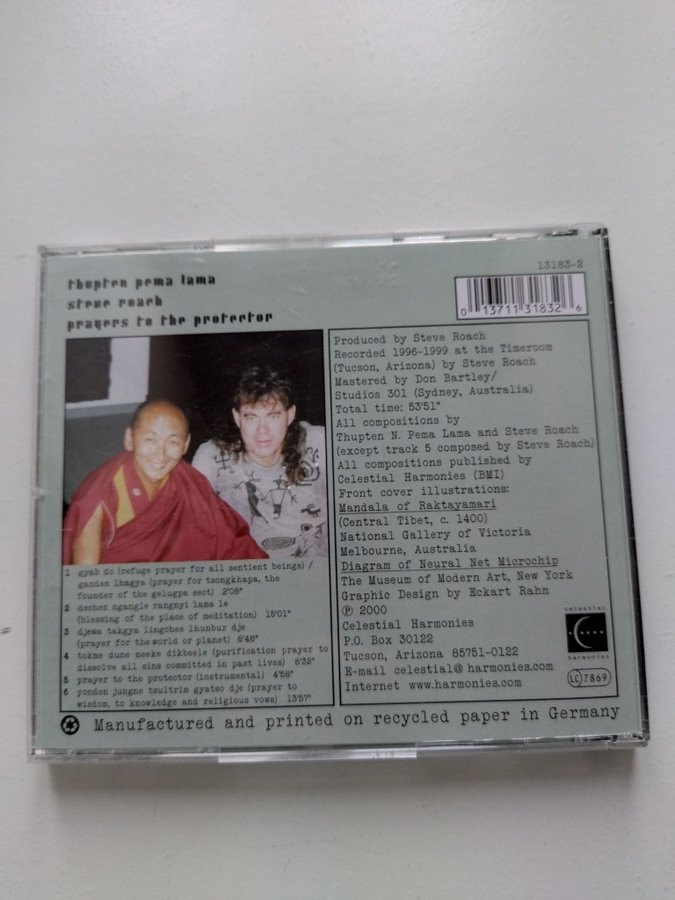 thupten pema lama
steve roach
prayers to the protector
13183-2
0 13711 31832 6
1 gyab do (refuge prayer for all sentient beings) /
ganden lhagya (prayer for tsongkhapa, the
founder of the gelugpa sect) 2'08"
2 dechen ngangle rangnyi lama le
(blessing of the place of meditation) 15'01"
3 djewa takgya lingchee lhunbur dje
(prayer for the world or planet) 8'48"
4 tokme dune meeke dikbeele (purification prayer to
dissolve all sins committed in past lives) 8'32"
5 prayer to the protector (instrumental) 4'58"
6 yonden jungne tsultrim gyatso dje (prayer to
wisdom, to knowledge and religious vows) 13'57"
Produced by Steve Roach
Recorded 1996-1999 at the Timeroom
(Tucson, Arizona) by Steve Roach
Mastered by Don Bartley/
Studios 301 (Sydney, Australia)
Total time: 53'51"
All compositions by
Thupten N. Pema Lama and Steve Roach
(except track 5 composed by Steve Roach)
All compositions published by
Celestial Harmonies (BMI)
Front cover illustrations:
Mandala of Raktayamari
(Central Tibet, c. 1400)
National Gallery of Victoria
Melbourne, Australia
Diagram of Neural Net Microchip
The Museum of Modern Art, New York
Graphic Design by Eckart Rahn
℗ 2000
Celestial Harmonies
P.O. Box 30122
Tucson, Arizona 85751-0122
E-mail celestial@harmonies.com
Internet www.harmonies.com
celestial
harmonies
LC 7869
Manufactured and printed on recycled paper in Germany